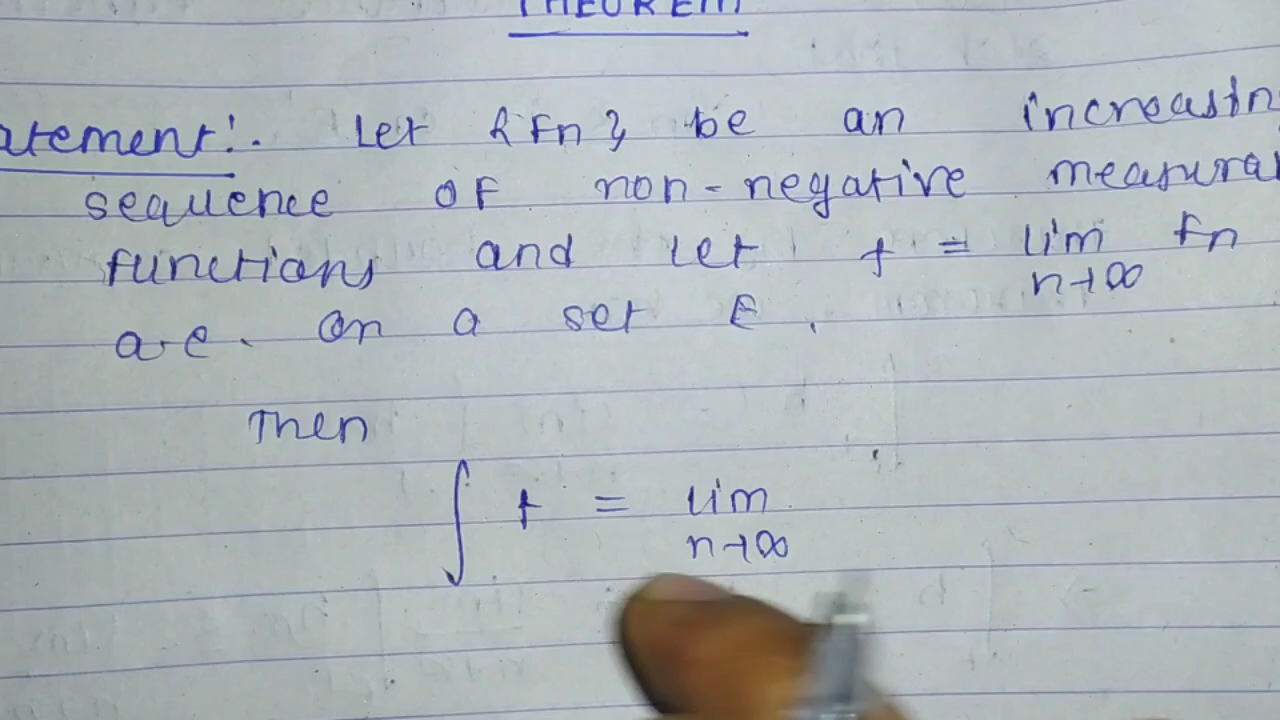 THEOREM
atement:. Let {Fn} be an increasin
sequence of non-negative measura
functions and let f = lim Fn
n→∞
a.e. on a set E.
Then
∫ f = lim
n→∞